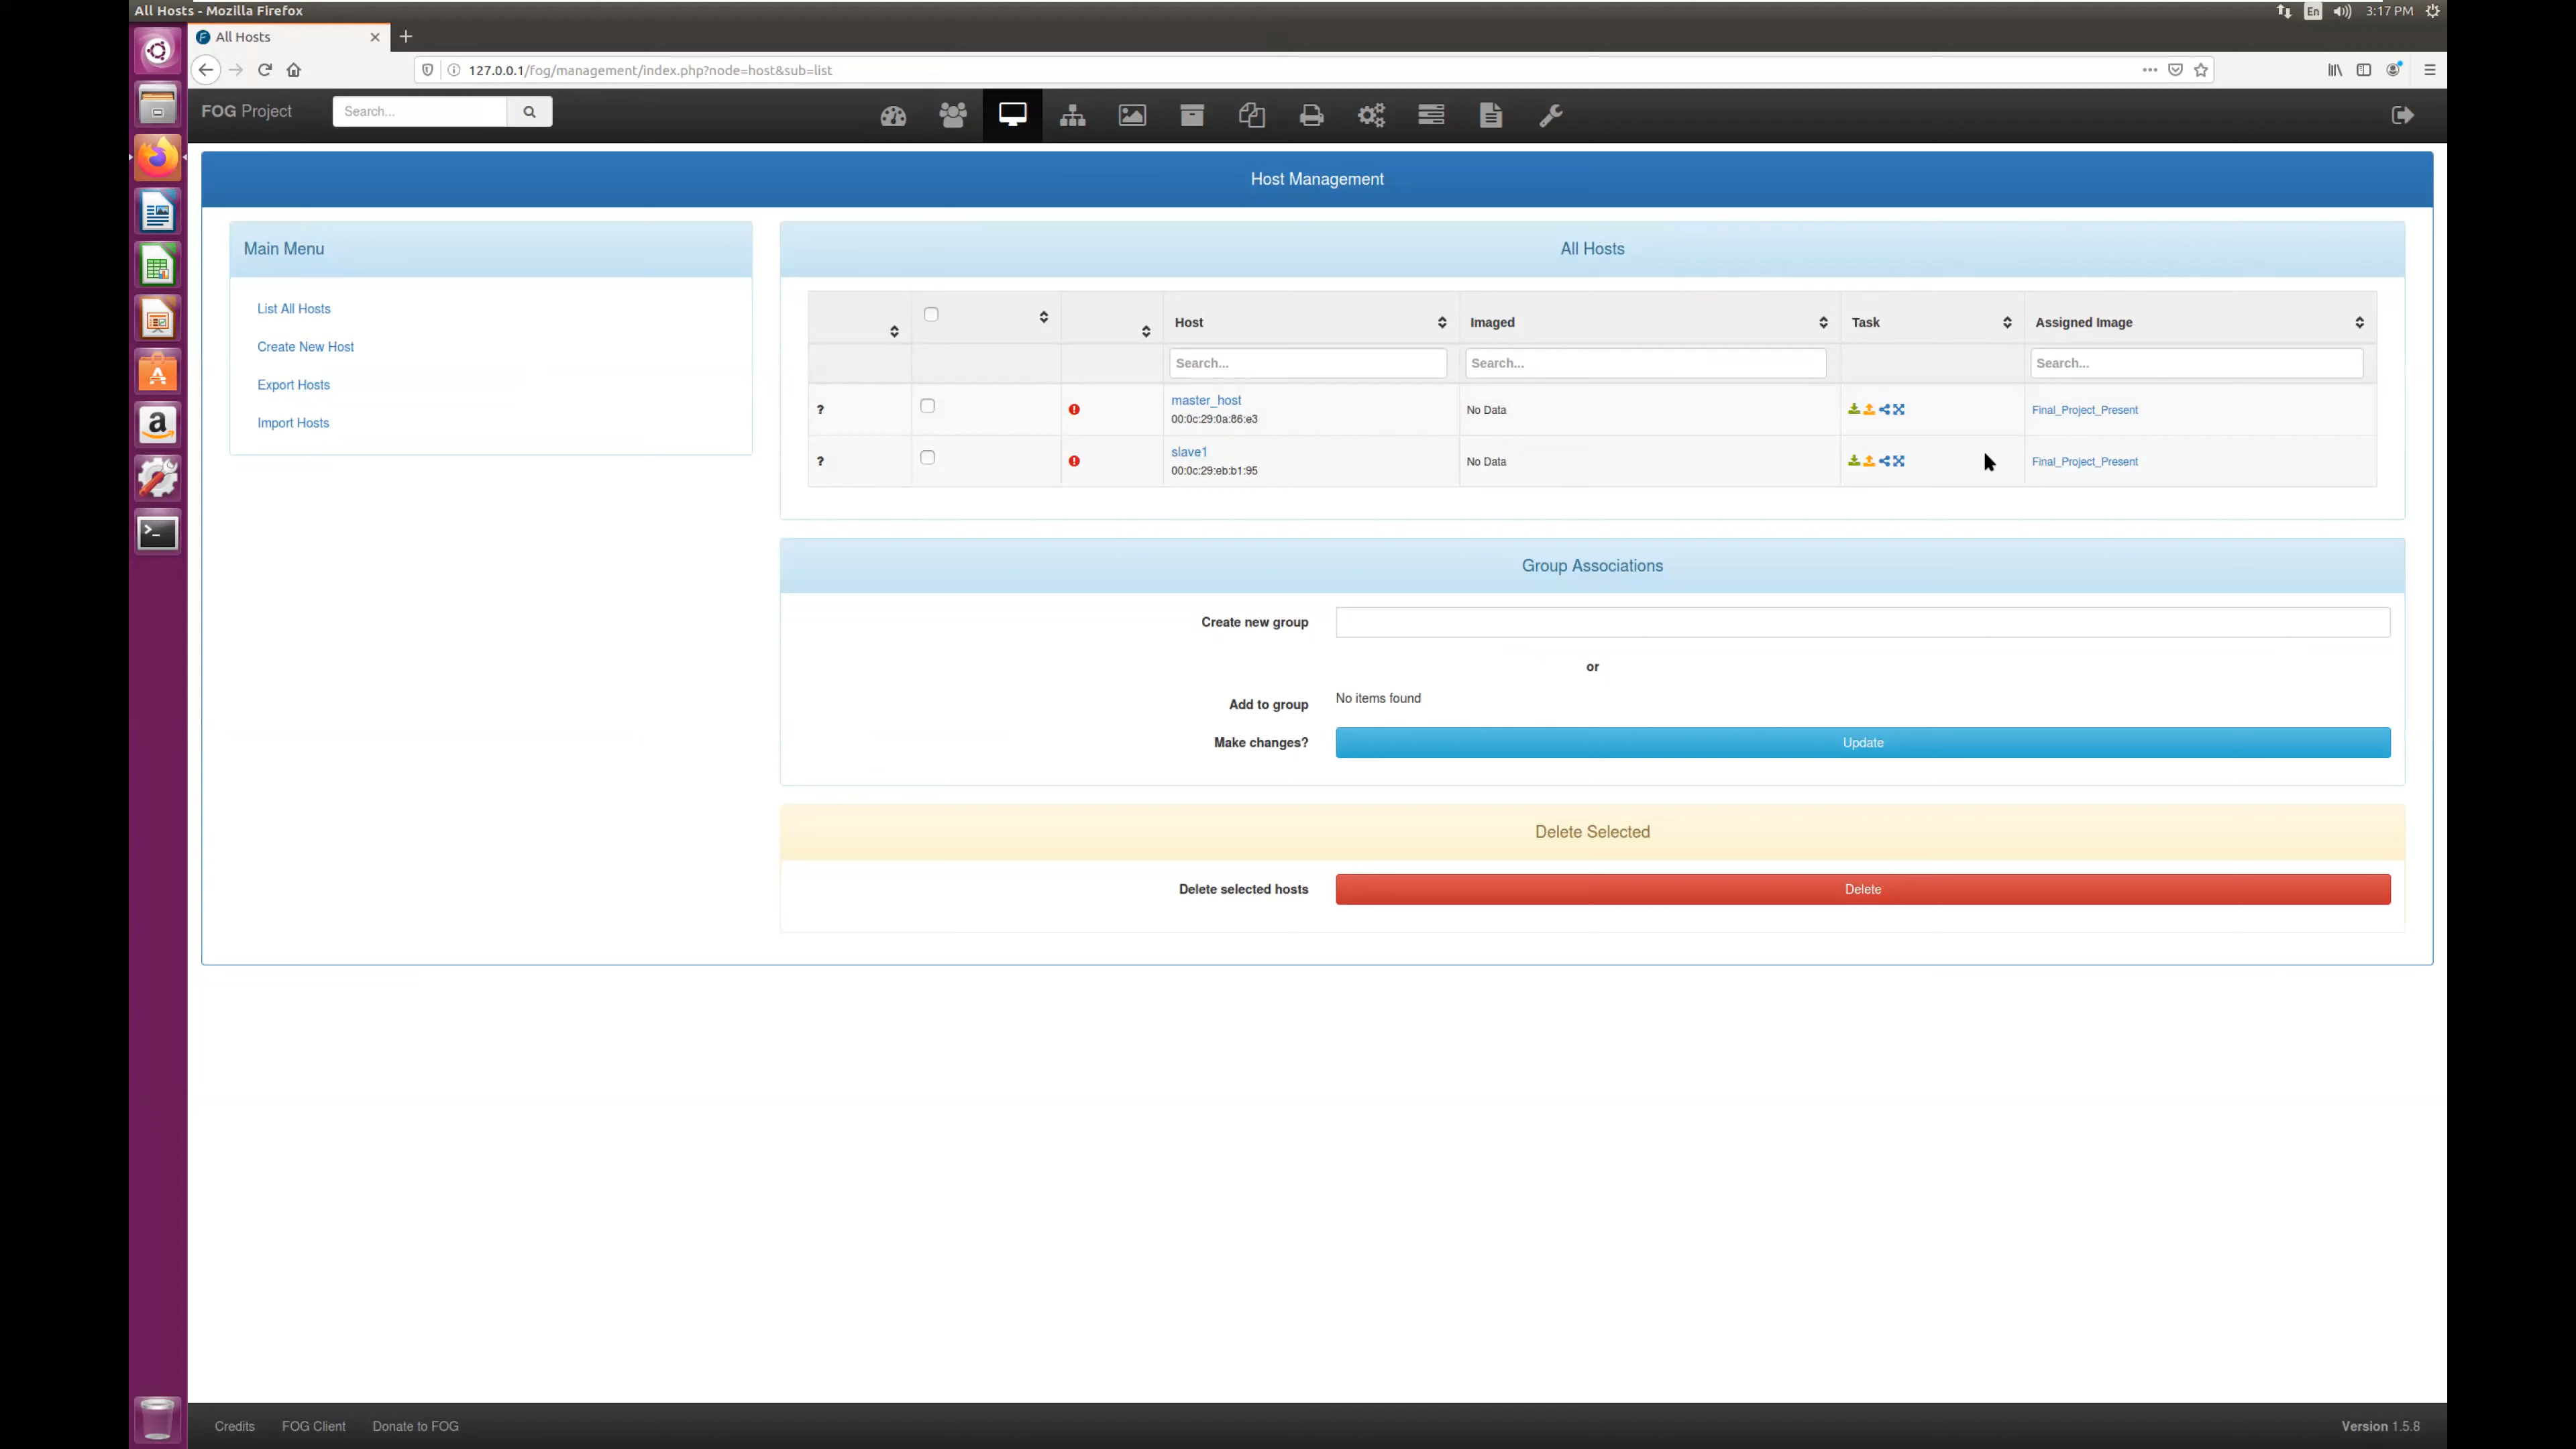 All Hosts - Mozilla Firefox
En
3:17 PM
All Hosts
127.0.0.1/fog/management/index.php?node=host&sub=list
FOG Project
Search...
Host Management
Main Menu
List All Hosts
Create New Host
Export Hosts
Import Hosts
All Hosts
Host
Imaged
Task
Assigned Image
Search...
Search...
Search...
?
master_host
00:0c:29:0a:86:e3
No Data
Final_Project_Present
?
slave1
00:0c:29:eb:b1:95
No Data
Final_Project_Present
Group Associations
Create new group
or
Add to group
No items found
Make changes?
Update
Delete Selected
Delete selected hosts
Delete
Credits
FOG Client
Donate to FOG
Version 1.5.8